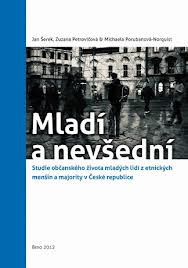 Jan Šerek, Zuzana Petrovičová & Michaela Porubanová-Norquist
Mladí
a nevšední
Studie občanského života mladých lidí z etnických
menšin a majority v České republice
Brno 2012